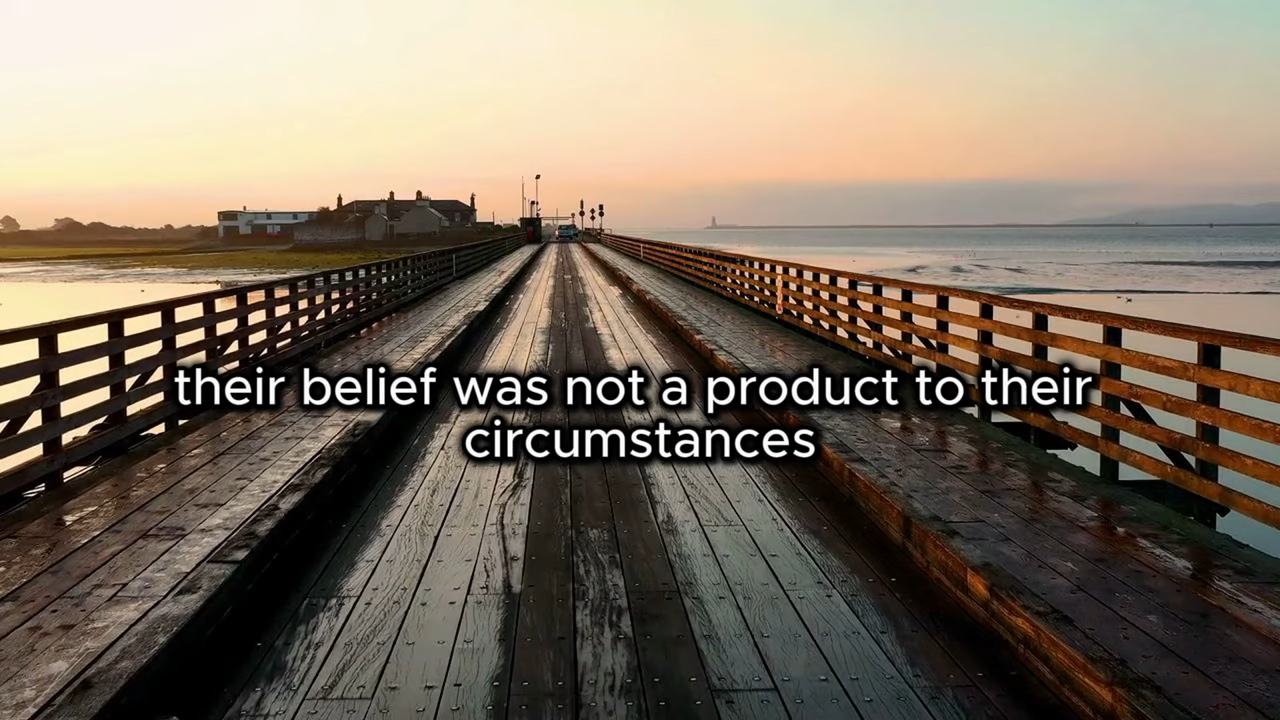 their belief was not a product to their
circumstances